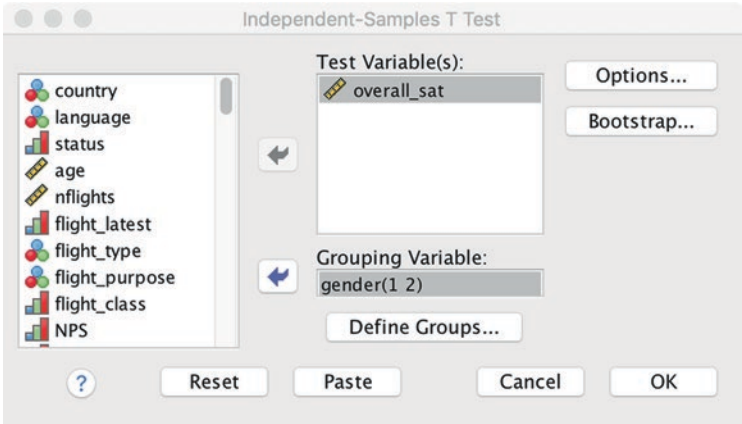 Independent-Samples T Test
country
language
status
age
nflights
flight_latest
flight_type
flight_purpose
flight_class
NPS
Test Variable(s):
overall_sat
Grouping Variable:
gender(1 2)
Define Groups...
Options...
Bootstrap...
?
Reset
Paste
Cancel
OK